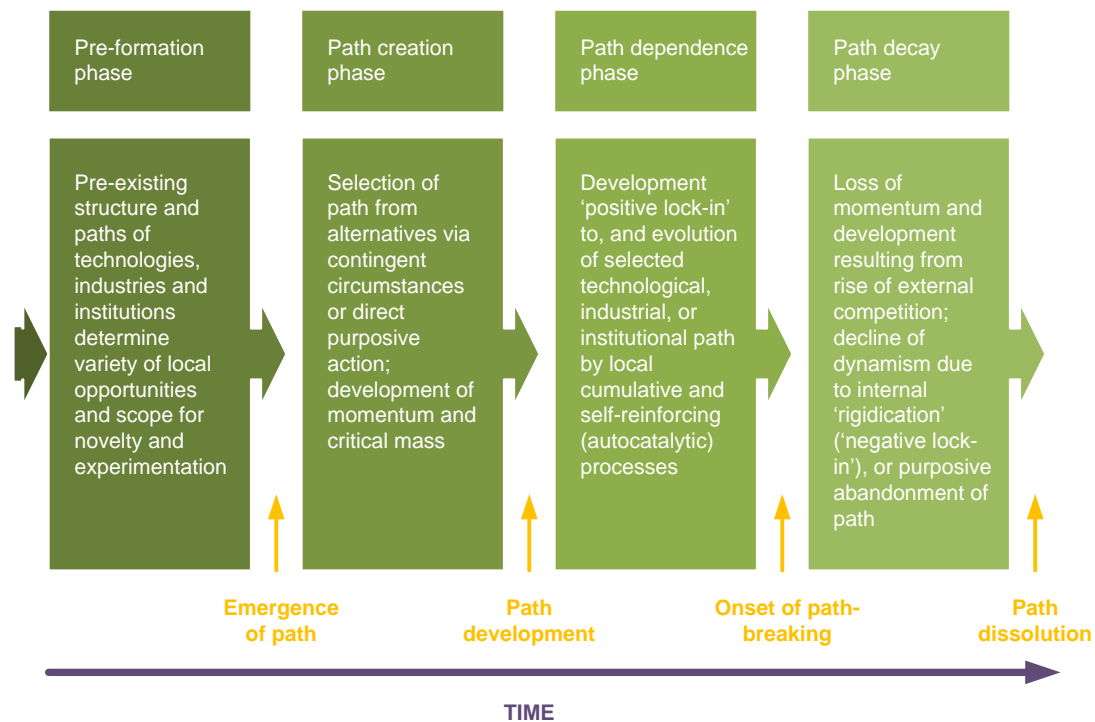 Pre-formation
phase
Path creation
phase
Path dependence
phase
Path decay
phase
Pre-existing
structure and
paths of
technologies,
industries and
institutions
determine
variety of local
opportunities
and scope for
novelty and
experimentation
Selection of
path from
alternatives via
contingent
circumstances
or direct
purposive
action;
development of
momentum and
critical mass
Development
‘positive lock-in’
to, and evolution
of selected
technological,
industrial, or
institutional path
by local
cumulative and
self-reinforcing
(autocatalytic)
processes
Loss of
momentum and
development
resulting from
rise of external
competition;
decline of
dynamism due
to internal
‘rigidication’
(‘negative lock-
in’), or purposive
abandonment of
path
Emergence
of path
Path
development
Onset of path-
breaking
Path
dissolution
TIME